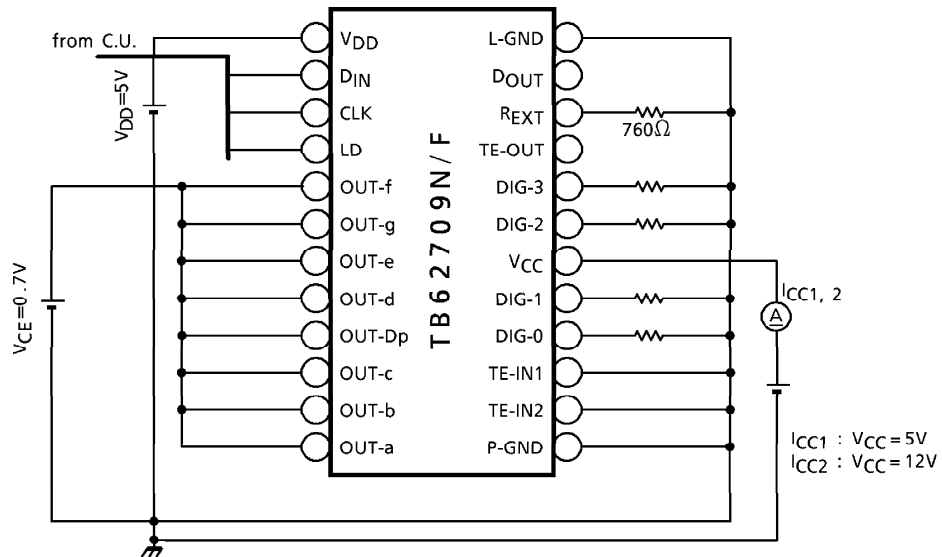 from C.U.
VDD=5V
VCE=0.7V
VDD
DIN
CLK
LD
OUT-f
OUT-g
OUT-e
OUT-d
OUT-Dp
OUT-c
OUT-b
OUT-a
TB62709N/F
L-GND
DOUT
REXT
TE-OUT
DIG-3
DIG-2
VCC
DIG-1
DIG-0
TE-IN1
TE-IN2
P-GND
760Ω
ICC1, 2
A
ICC1 : VCC=5V
ICC2 : VCC=12V